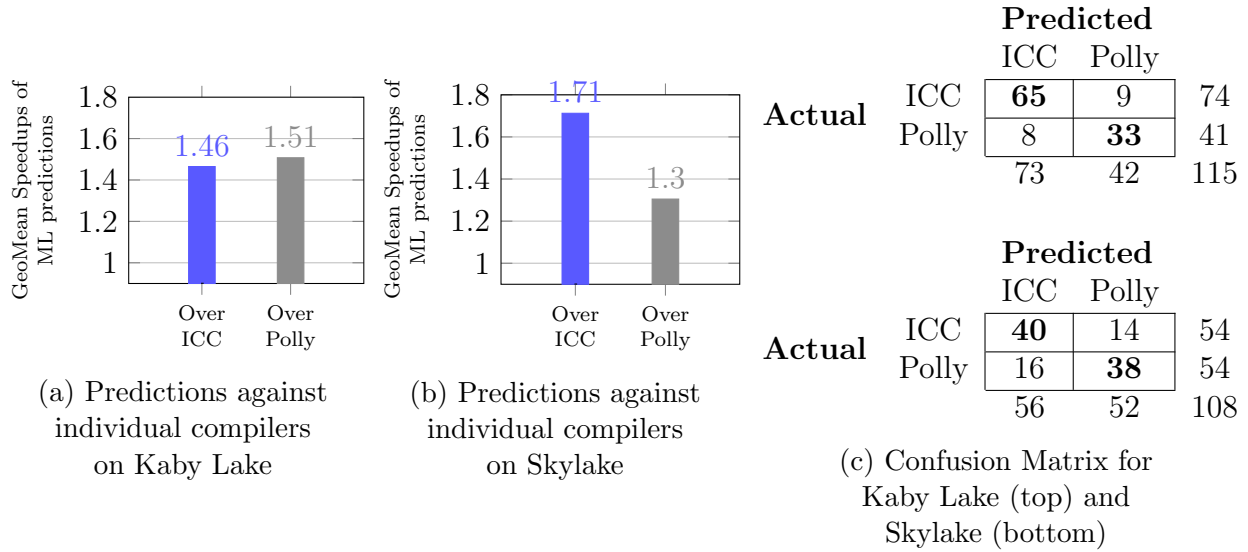 GeoMean Speedups of
ML predictions
1.8
1.6
1.4
1.2
1
1.46
1.51
Over
ICC
Over
Polly
(a) Predictions against
individual compilers
on Kaby Lake
GeoMean Speedups of
ML predictions
1.8
1.6
1.4
1.2
1
1.71
1.3
Over
ICC
Over
Polly
(b) Predictions against
individual compilers
on Skylake
Predicted
ICC Polly
Actual ICC 65 9 74
Polly 8 33 41
73 42 115
Predicted
ICC Polly
Actual ICC 40 14 54
Polly 16 38 54
56 52 108
(c) Confusion Matrix for
Kaby Lake (top) and
Skylake (bottom)